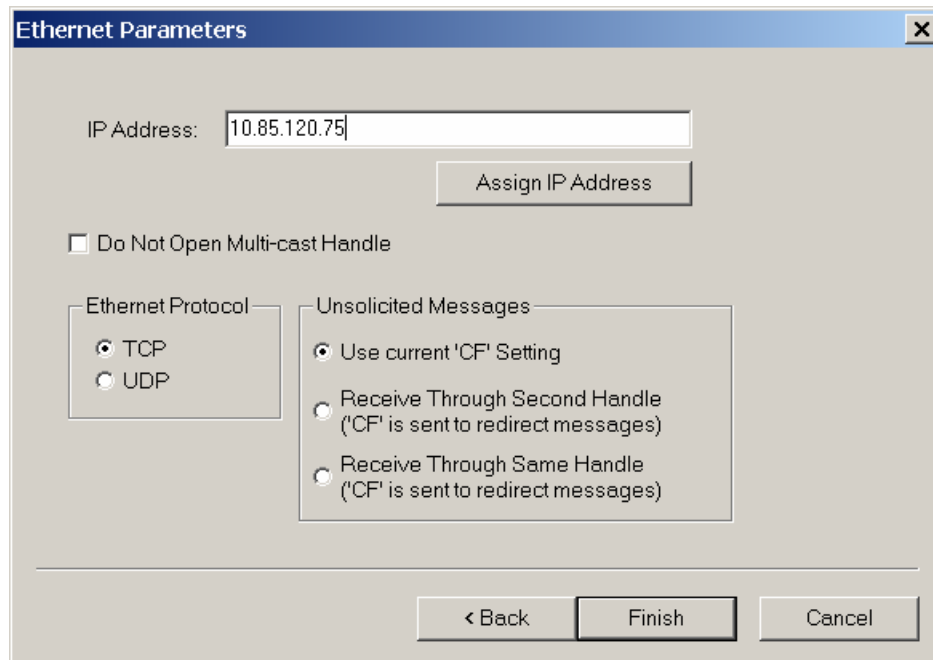 Ethernet Parameters
IP Address: 10.85.120.75
Assign IP Address
Do Not Open Multi-cast Handle
Ethernet Protocol
TCP
UDP
Unsolicited Messages
Use current 'CF' Setting
Receive Through Second Handle
('CF' is sent to redirect messages)
Receive Through Same Handle
('CF' is sent to redirect messages)
< Back
Finish
Cancel